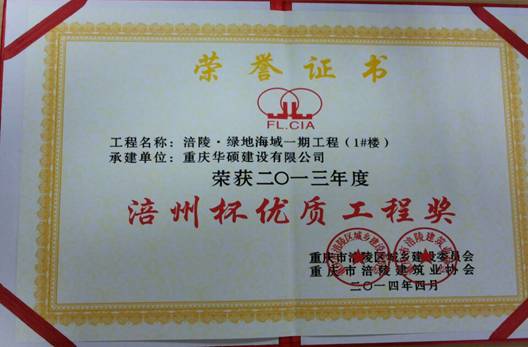 荣誉证书
FL.CIA
工程名称：涪陵·绿地海域一期工程（1#楼）
承建单位：重庆华硕建设有限公司
荣获二〇一三年度
涪州杯优质工程奖
重庆市涪陵区城乡建设委员会
重庆市涪陵建筑业协会
二〇一四年四月